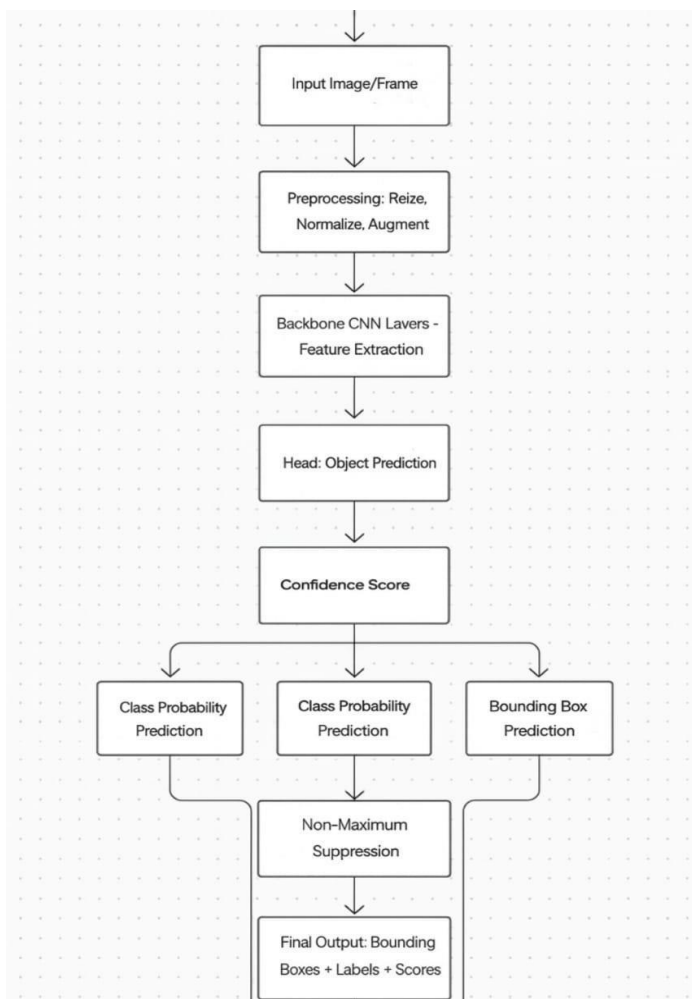 Input Image/Frame
Preprocessing: Reize,
Normalize, Augment
Backbone CNN Lavers -
Feature Extraction
Head: Object Prediction
Confidence Score
Class Probability
Prediction
Class Probability
Prediction
Bounding Box
Prediction
Non-Maximum
Suppression
Final Output: Bounding
Boxes + Labels + Scores